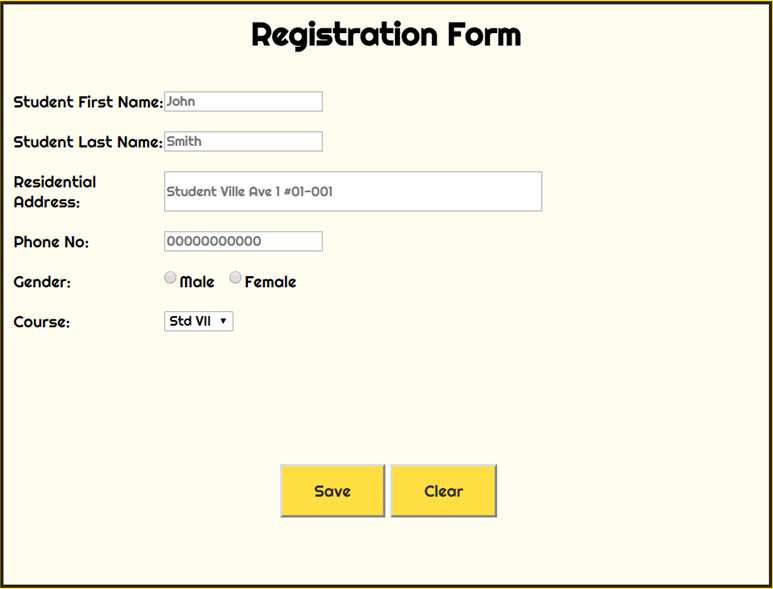 Registration Form
Student First Name: John
Student Last Name: Smith
Residential
Address:
Student Ville Ave 1 #01-001
Phone No: 00000000000
Gender: Male Female
Course: Std VII
Save Clear